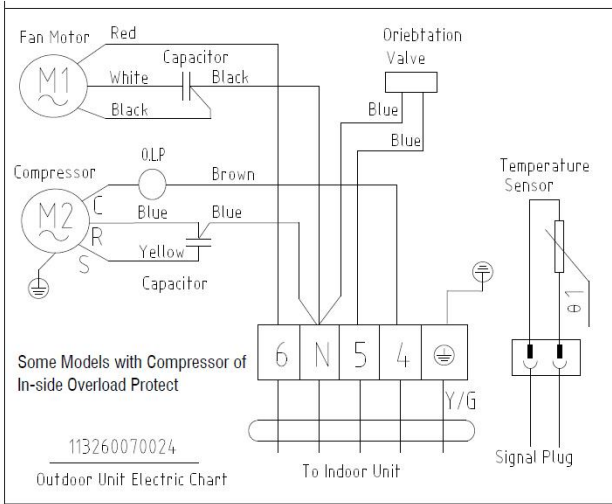 Fan Motor
Red
Capacitor
M1
White
Black
Black
Oriebtation
Valve
Blue
Blue
O.L.P
Compressor
Brown
M2
C
Blue
Blue
R
S
Yellow
Capacitor
Temperature
Sensor
θ1
6 N 5 4
Some Models with Compressor of
In-side Overload Protect
Y/G
113260070024
Outdoor Unit Electric Chart
To Indoor Unit
Signal Plug